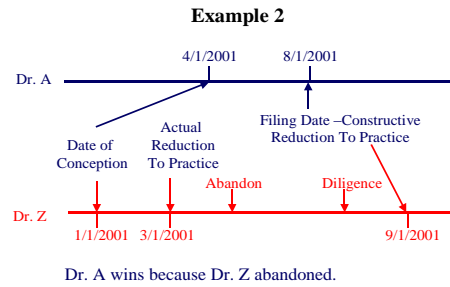 Example 2
4/1/2001 8/1/2001
Dr. A
Date of
Conception
Actual
Reduction
To Practice
Filing Date –Constructive
Reduction To Practice
Abandon
Diligence
Dr. Z
1/1/2001 3/1/2001 9/1/2001
Dr. A wins because Dr. Z abandoned.